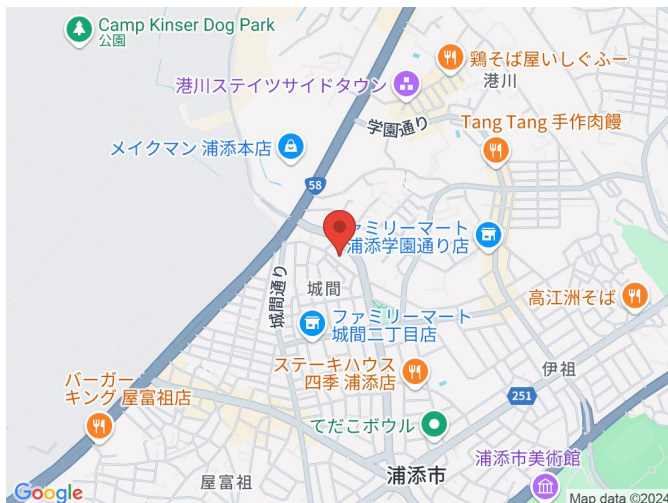 Camp Kinser Dog Park
公園
鶏そば屋いしぐふー
港川
港川ステイツサイドタウン
学園通り
Tang Tang 手作肉饅
メイクマン 浦添本店
58
ファミリーマート
浦添学園通り店
城間通り
城間
高江洲そば
ファミリーマート
城間二丁目店
ステーキハウス
四季 浦添店
伊祖
バーガー
キング 屋富祖店
251
てだこボウル
浦添市美術館
屋富祖
浦添市
Google
Map data ©2024